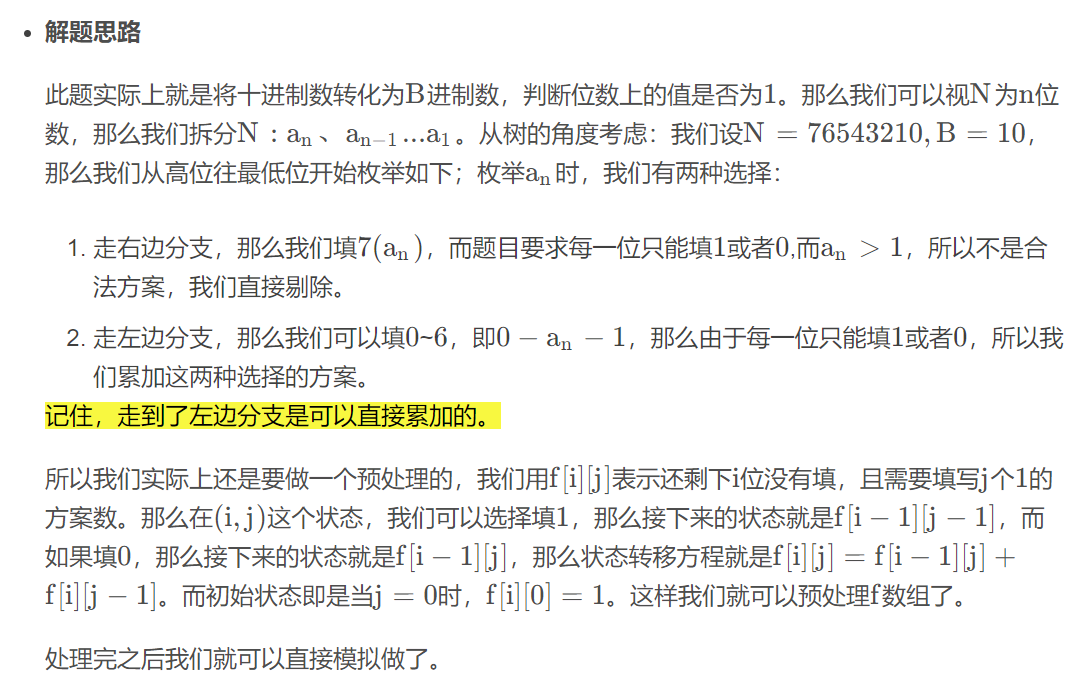 解题思路
此题实际上就是将十进制数转化为B进制数，判断位数上的值是否为1。那么我们可以视N为n位
数，那么我们拆分N : aₙ、aₙ₋₁...a₁。从树的角度考虑：我们设N = 76543210, B = 10，
那么我们从高位往最低位开始枚举如下；枚举aₙ时，我们有两种选择：
1. 走右边分支，那么我们填7(aₙ)，而题目要求每一位只能填1或者0,而aₙ > 1，所以不是合
法方案，我们直接剔除。
2. 走左边分支，那么我们可以填0~6，即0 − aₙ − 1，那么由于每一位只能填1或者0，所以我
们累加这两种选择的方案。
记住，走到了左边分支是可以直接累加的。
所以我们实际上还是要做一个预处理的，我们用f[i][j]表示还剩下i位没有填，且需要填写j个1的
方案数。那么在(i, j)这个状态，我们可以选择填1，那么接下来的状态就是f[i − 1][j − 1]，而
如果填0，那么接下来的状态就是f[i − 1][j]，那么状态转移方程就是f[i][j] = f[i − 1][j] +
f[i][j − 1]。而初始状态即是当j = 0时，f[i][0] = 1。这样我们就可以预处理f数组了。
处理完之后我们就可以直接模拟做了。